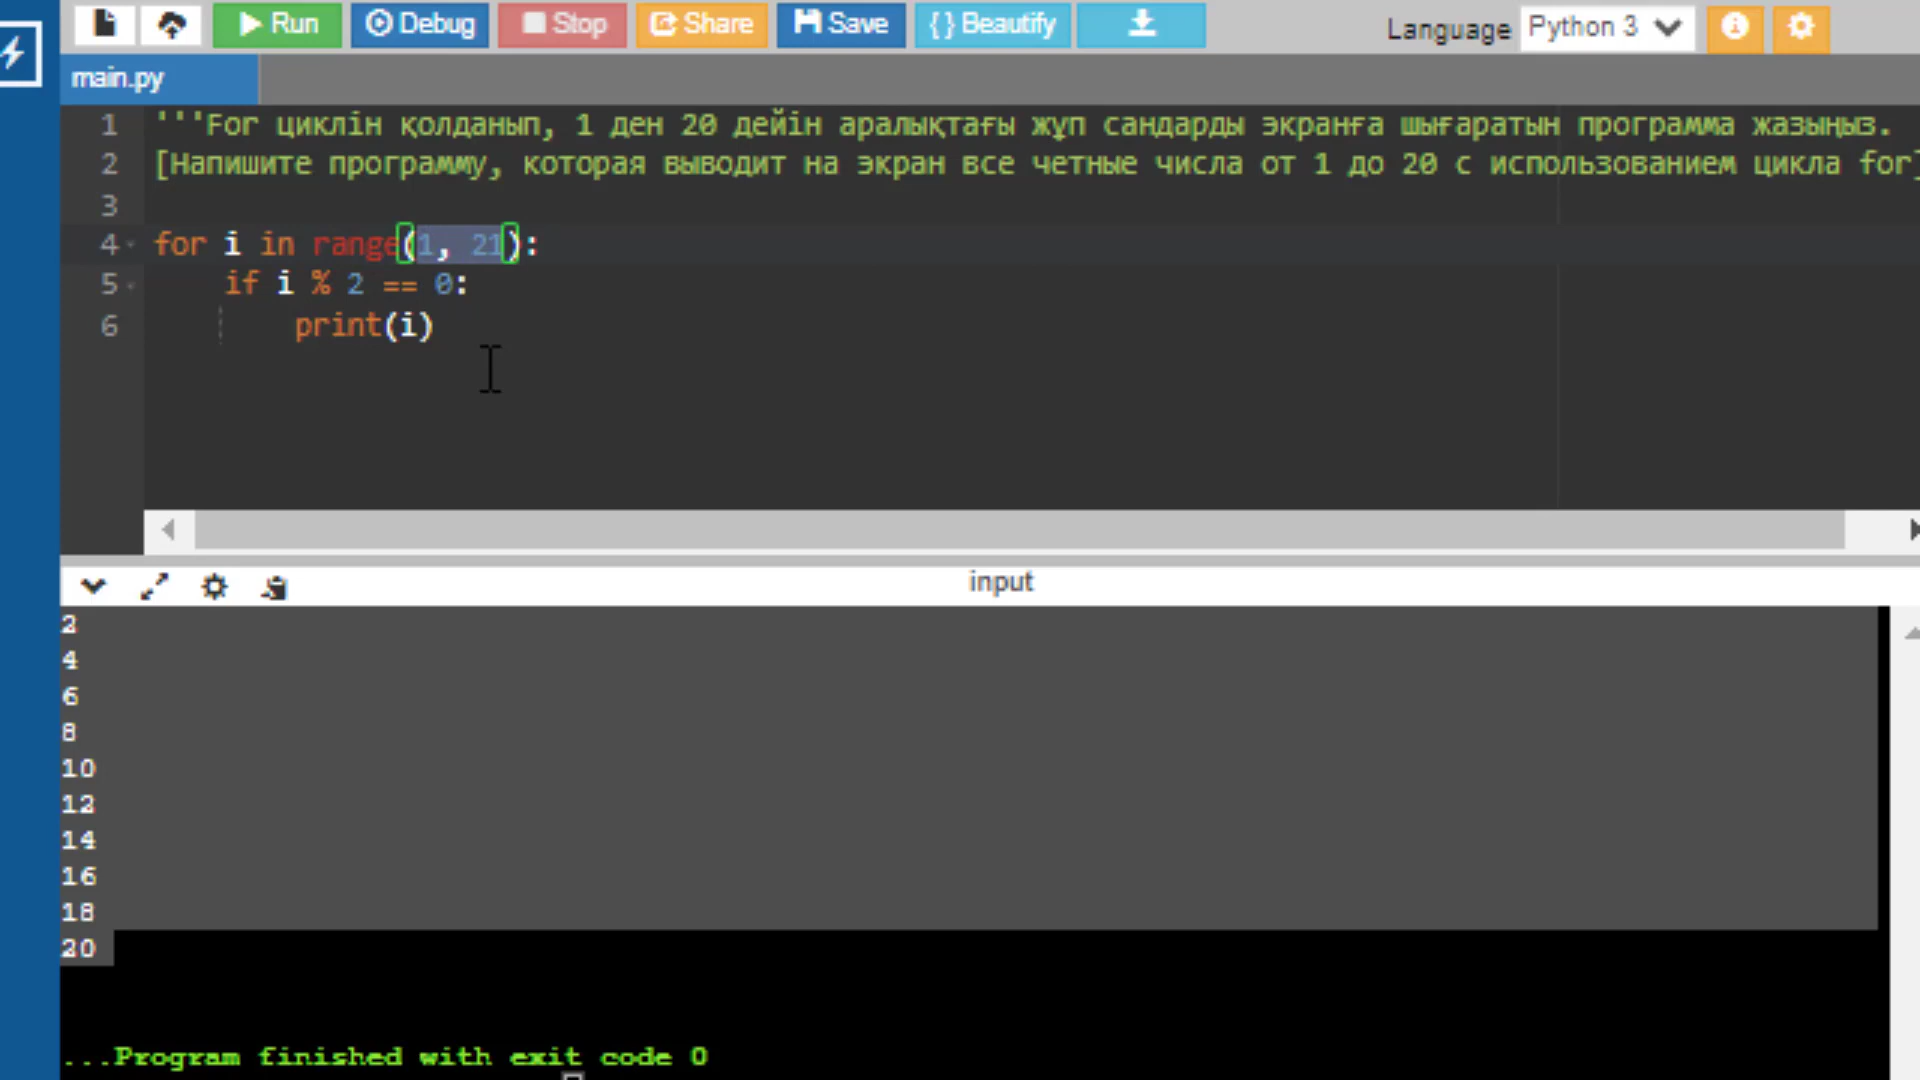 Run Debug Stop Share Save {} Beautify Language Python 3
main.py
1 '''For циклін қолданып, 1 ден 20 дейін аралықтағы жұп сандарды экранға шығаратын программа жазыңыз.
2 [Напишите программу, которая выводит на экран все четные числа от 1 до 20 с использованием цикла for]
3
4 for i in range(1, 21):
5 if i % 2 == 0:
6 print(i)
input
2
4
6
8
10
12
14
16
18
20
...Program finished with exit code 0